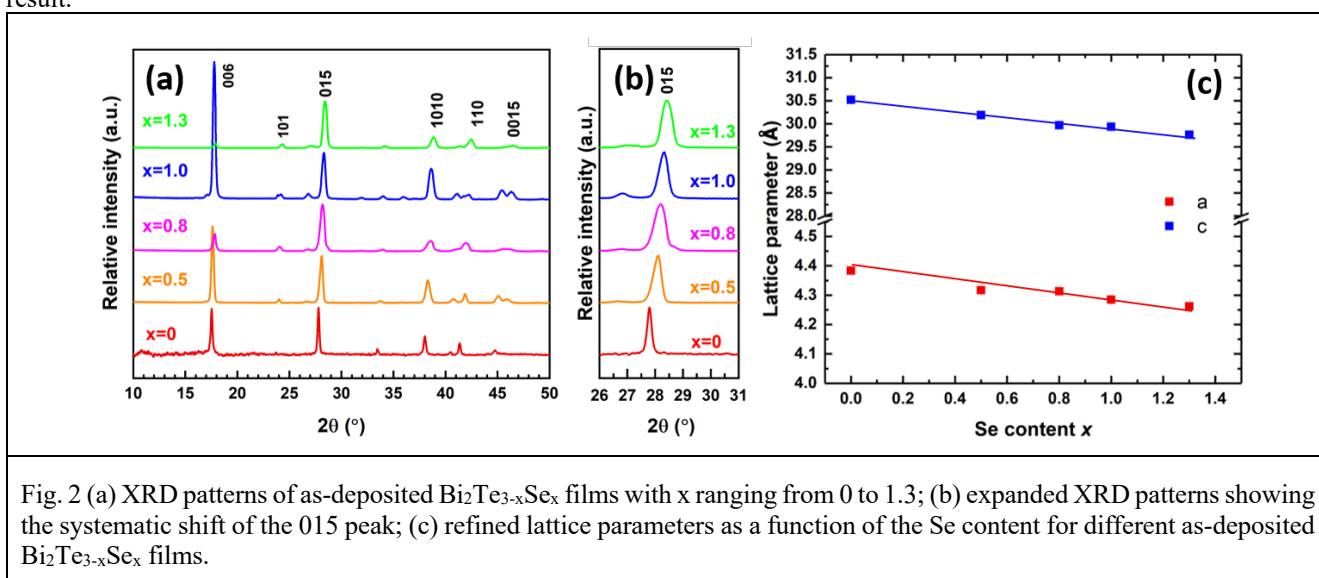 result.
(a)
006
101
015
1010
110
0015
x=1.3
x=1.0
x=0.8
x=0.5
x=0
Relative intensity (a.u.)
10 15 20 25 30 35 40 45 50
2θ (°)
(b)
015
x=1.3
x=1.0
x=0.8
x=0.5
x=0
Relative intensity (a.u.)
26 27 28 29 30 31
2θ (°)
(c)
31.5
31.0
30.5
30.0
29.5
29.0
28.5
28.0
4.5
4.4
4.3
4.2
4.1
4.0
Lattice parameter (Å)
a
c
0.0 0.2 0.4 0.6 0.8 1.0 1.2 1.4
Se content x
Fig. 2 (a) XRD patterns of as-deposited Bi₂Te₃₋ₓSeₓ films with x ranging from 0 to 1.3; (b) expanded XRD patterns showing
the systematic shift of the 015 peak; (c) refined lattice parameters as a function of the Se content for different as-deposited
Bi₂Te₃₋ₓSeₓ films.